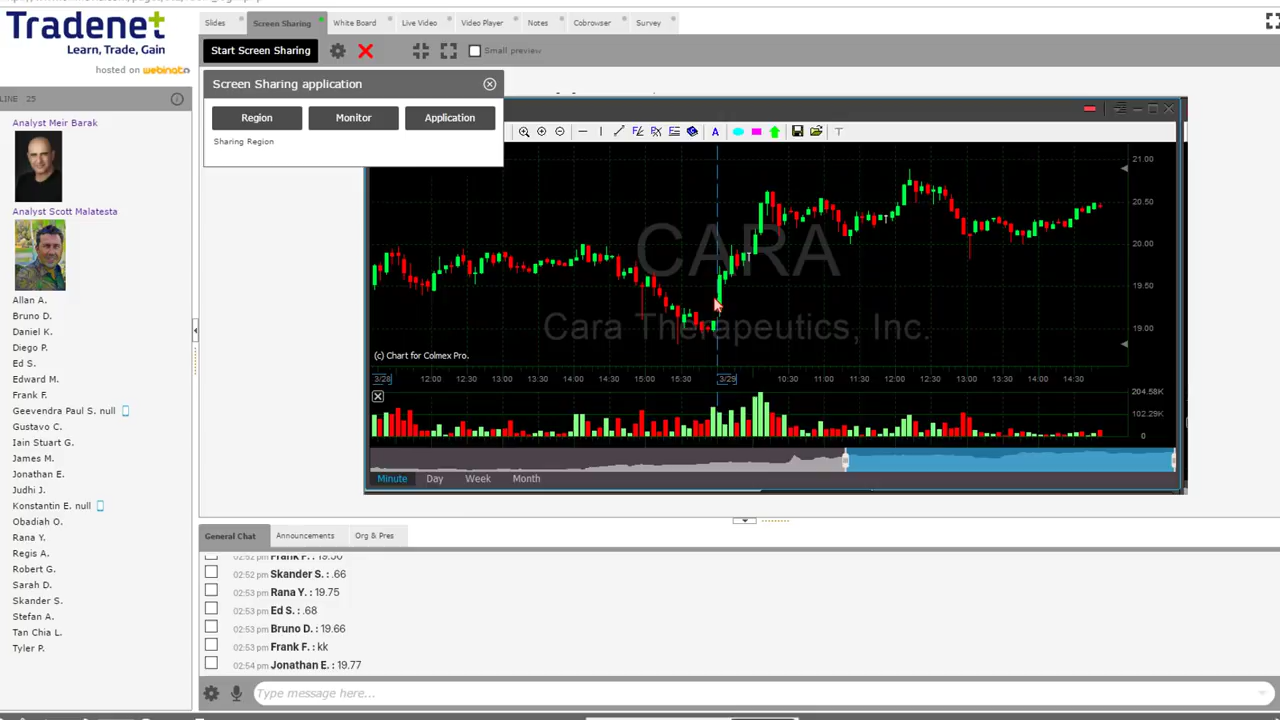 Tradenet
Learn, Trade, Gain
hosted on webinato
Slides
Screen Sharing
White Board
Live Video
Video Player
Notes
Cobrowser
Survey
Start Screen Sharing
Small preview
LINE 25
Screen Sharing application
Region
Monitor
Application
Sharing Region
Analyst Meir Barak
Analyst Scott Malatesta
Allan A.
Bruno D.
Daniel K.
Diego P.
Ed S.
Edward M.
Frank F.
Geevendra Paul S. null
Gustavo C.
Iain Stuart G.
James M.
Jonathan E.
Judhi J.
Konstantin E. null
Obadiah O.
Rana Y.
Regis A.
Robert G.
Sarah D.
Skander S.
Stefan A.
Tan Chia L.
Tyler P.
A
T
CARA
Cara Therapeutics, Inc.
(c) Chart for Colmex Pro.
21.00
20.50
20.00
19.50
19.00
3/28 12:00 12:30 13:00 13:30 14:00 14:30 15:00 15:30 3/29 10:30 11:00 11:30 12:00 12:30 13:00 13:30 14:00 14:30
204.58K
102.29K
0
Minute Day Week Month
General Chat
Announcements
Org & Pres
02:52 pm Frank F. : 19.50
02:52 pm Skander S. : .66
02:53 pm Rana Y. : 19.75
02:53 pm Ed S. : .68
02:53 pm Bruno D. : 19.66
02:53 pm Frank F. : kk
02:54 pm Jonathan E. : 19.77
Type message here...